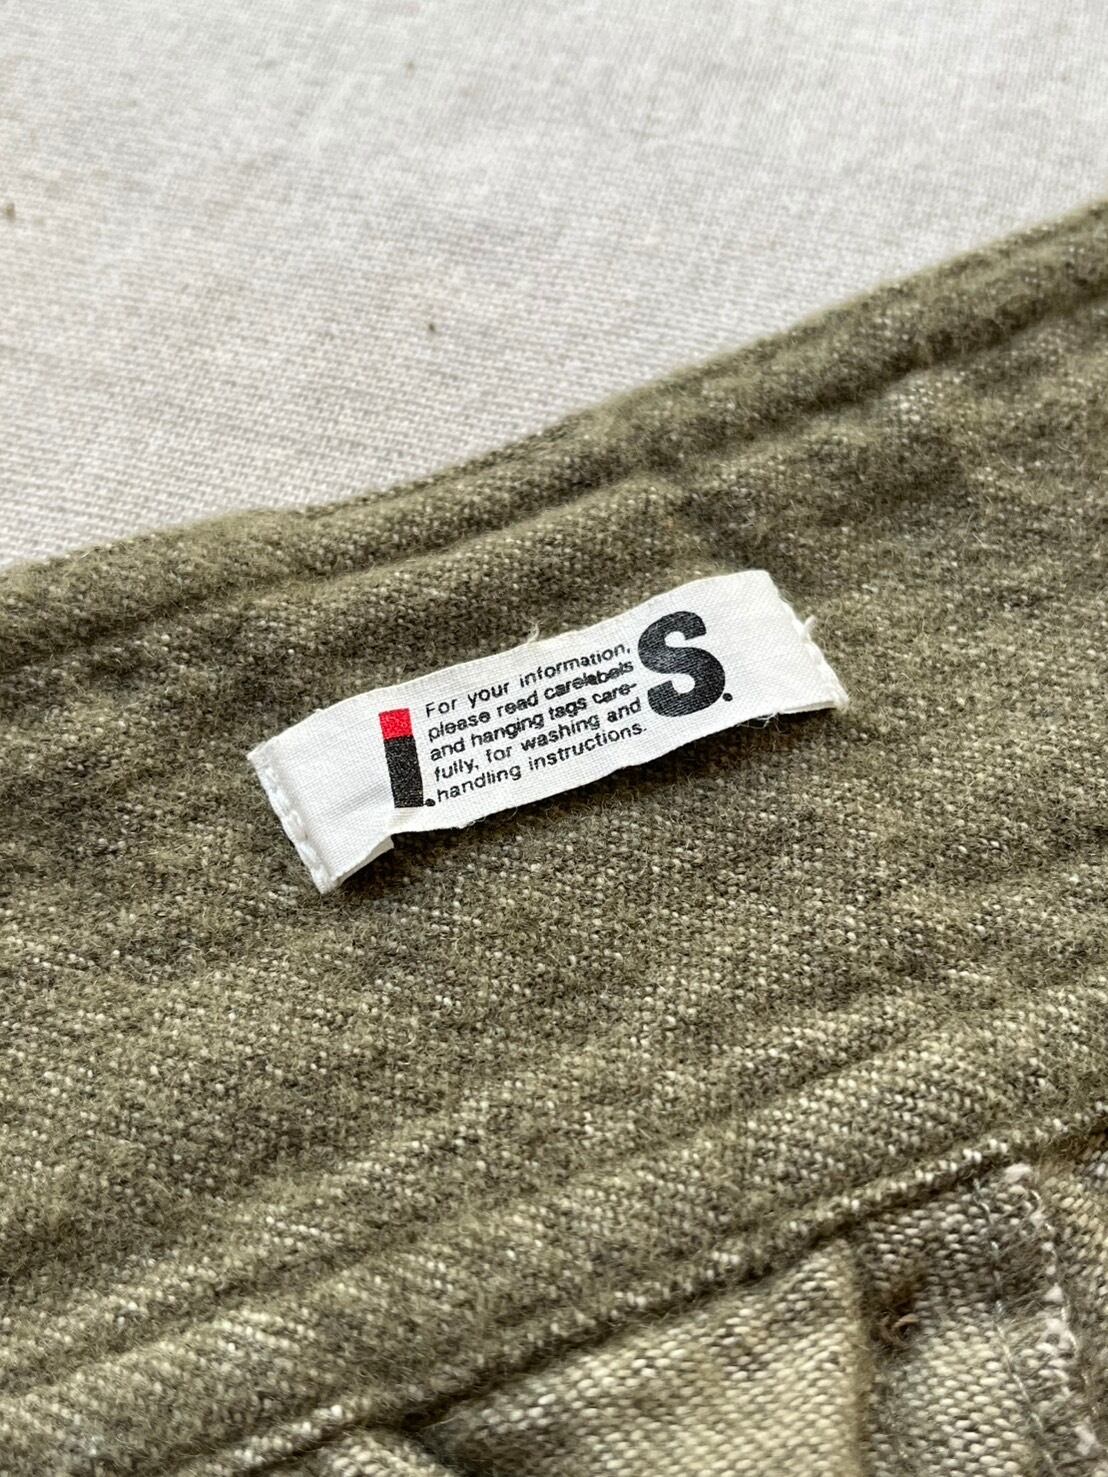 I.
For your information,
please read carelabels
and hanging tags care-
fully, for washing and
handling instructions.
S.